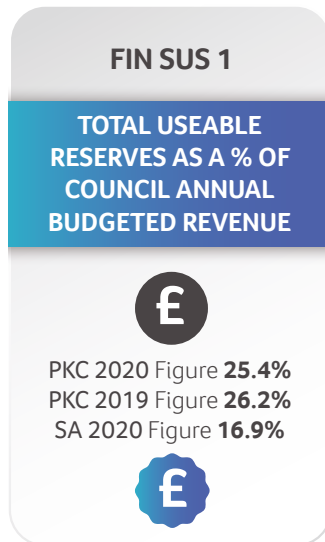 FIN SUS 1
TOTAL USEABLE
RESERVES AS A % OF
COUNCIL ANNUAL
BUDGETED REVENUE
£
PKC 2020 Figure 25.4%
PKC 2019 Figure 26.2%
SA 2020 Figure 16.9%
£